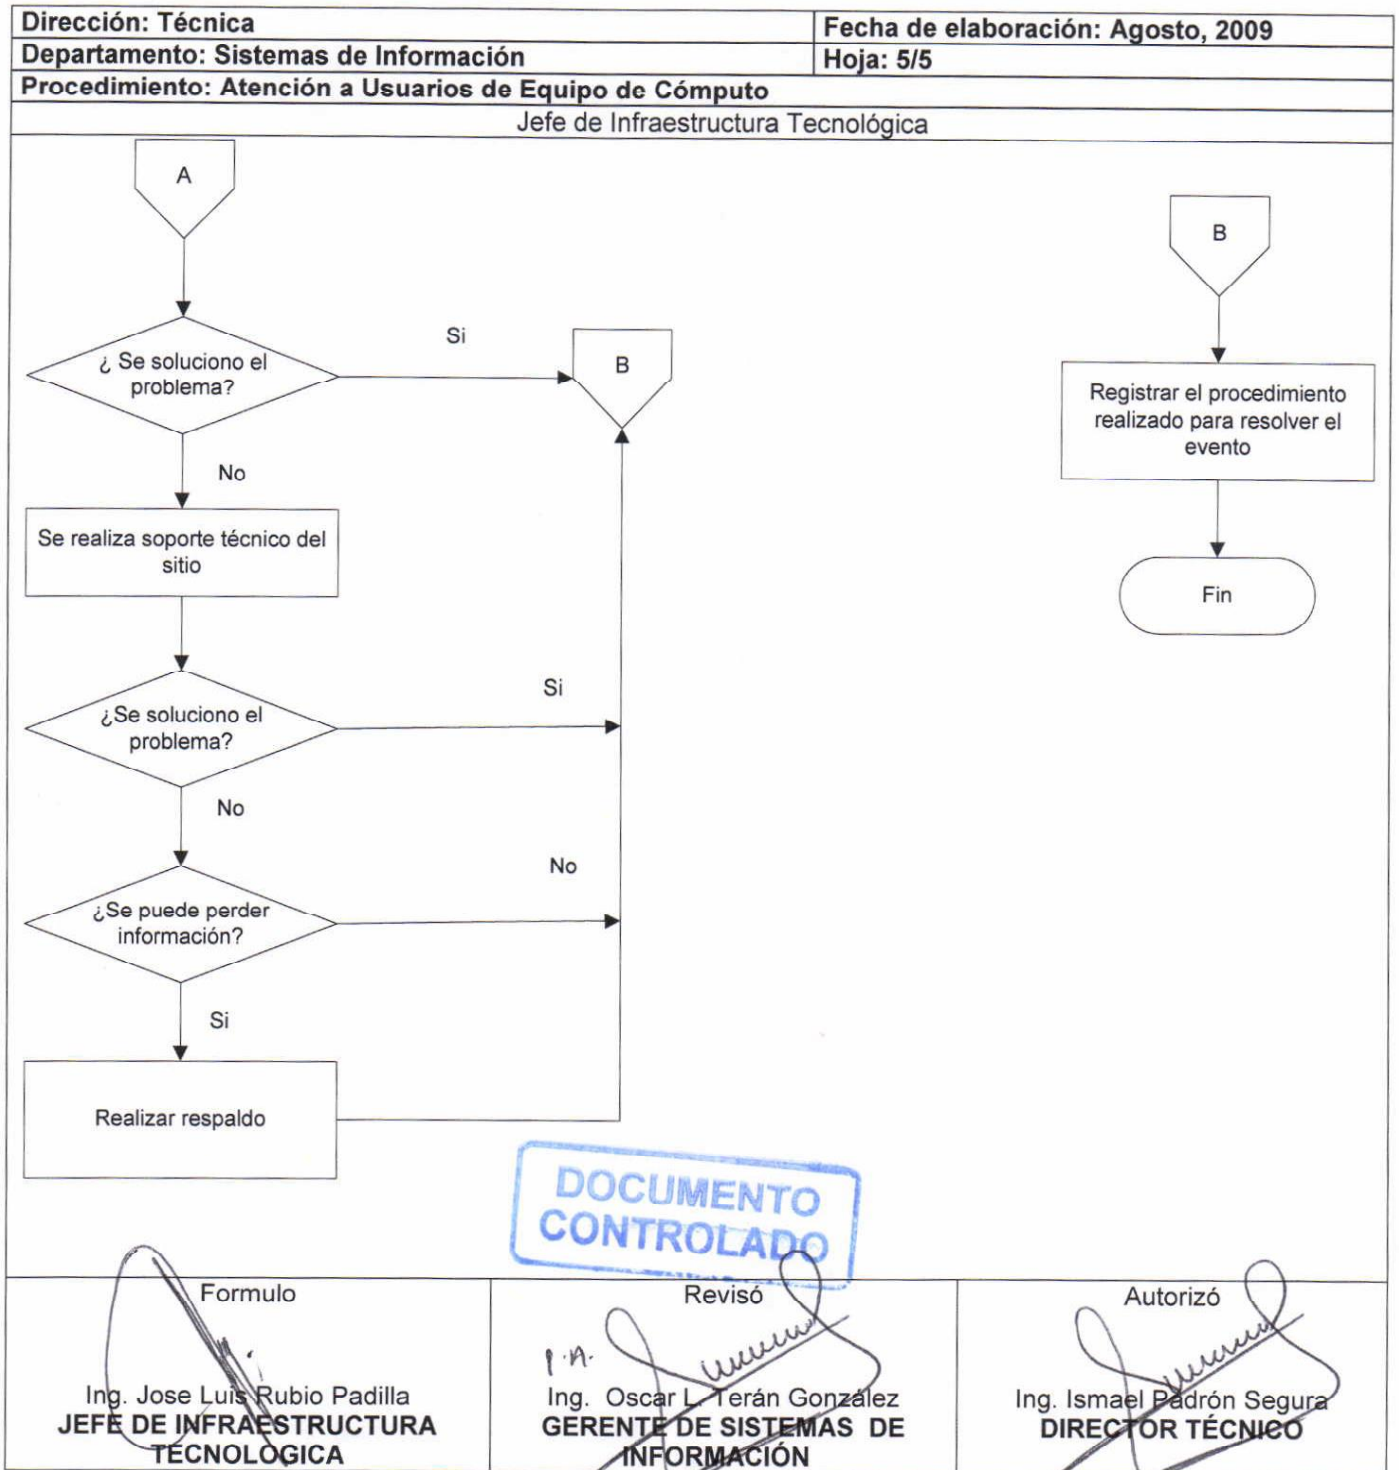 Dirección: Técnica
Fecha de elaboración: Agosto, 2009
Departamento: Sistemas de Información
Hoja: 5/5
Procedimiento: Atención a Usuarios de Equipo de Cómputo
Jefe de Infraestructura Tecnológica
A
B
¿ Se soluciono el
problema?
Si
B
Registrar el procedimiento
realizado para resolver el
evento
No
Se realiza soporte técnico del
sitio
Fin
¿Se soluciono el
problema?
Si
No
¿Se puede perder
información?
No
Si
Realizar respaldo
DOCUMENTO
CONTROLADO
Formulo
Ing. Jose Luis Rubio Padilla
JEFE DE INFRAESTRUCTURA
TECNOLOGICA
Revisó
P.A.
Ing. Oscar L. Terán González
GERENTE DE SISTEMAS DE
INFORMACIÓN
Autorizó
Ing. Ismael Padrón Segura
DIRECTOR TÉCNICO